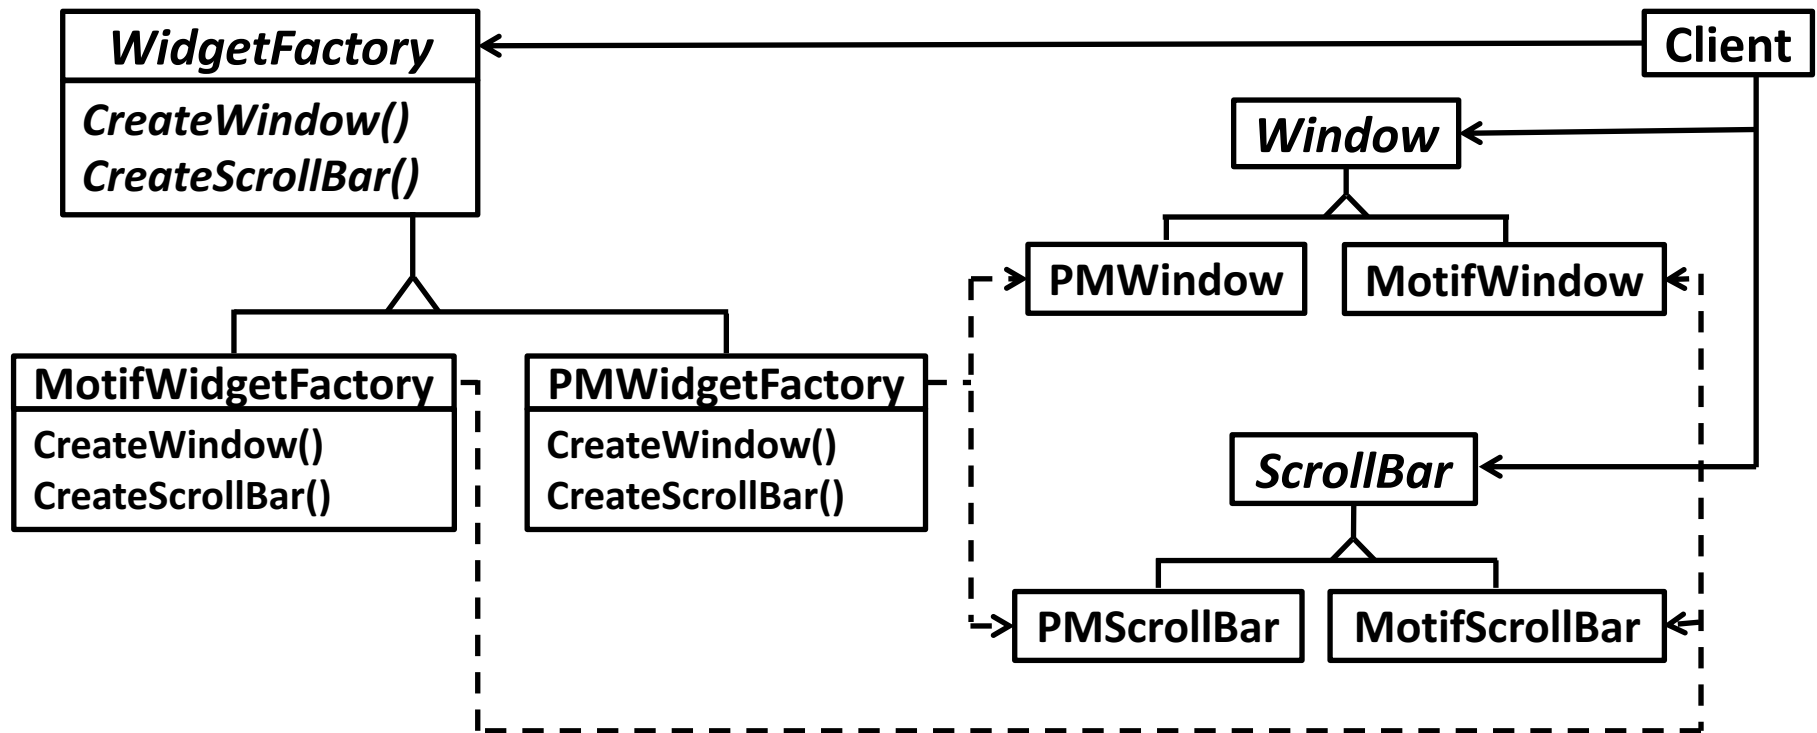 WidgetFactory
CreateWindow()
CreateScrollBar()
Client
Window
PMWindow
MotifWindow
MotifWidgetFactory
CreateWindow()
CreateScrollBar()
PMWidgetFactory
CreateWindow()
CreateScrollBar()
ScrollBar
PMScrollBar
MotifScrollBar